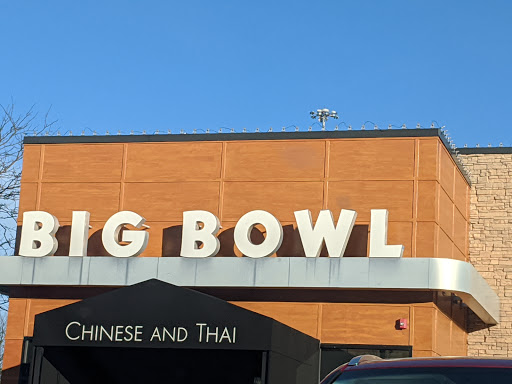 BIG BOWL
CHINESE AND THAI